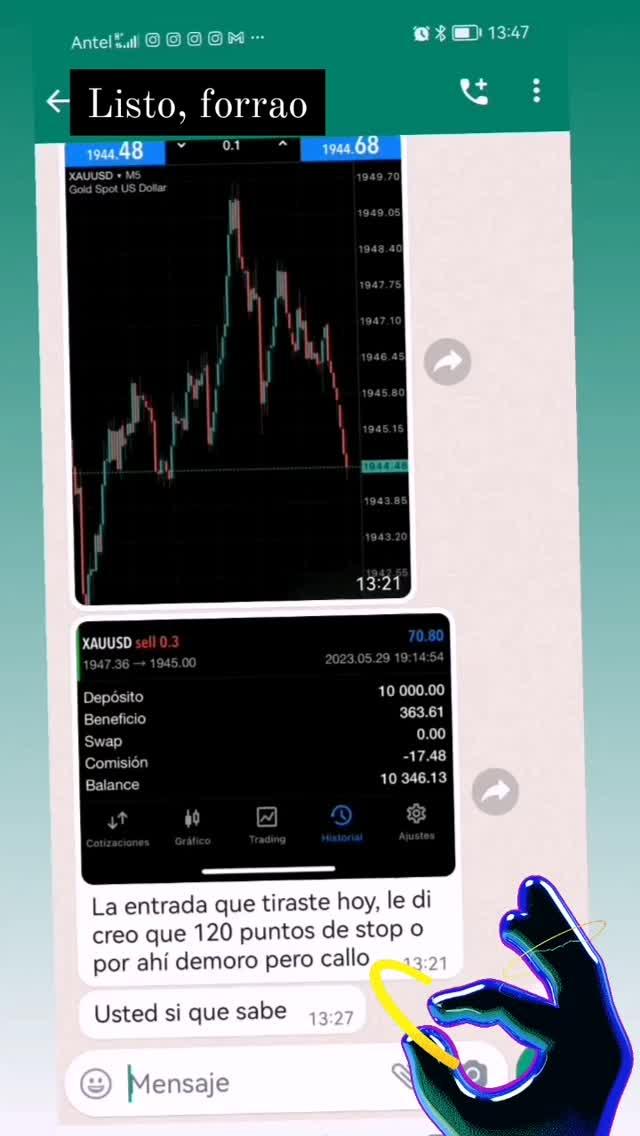 Antel
13:47
Listo, forrao
1944.48
0.1
1944.68
XAUUSD • M5
Gold Spot US Dollar
1949.70
1949.05
1948.40
1947.75
1947.10
1946.45
1945.80
1945.15
1944.48
1943.85
1943.20
1942.55
13:21
XAUUSD sell 0.3
70.80
1947.36 → 1945.00
2023.05.29 19:14:54
Depósito
10 000.00
Beneficio
363.61
Swap
0.00
Comisión
-17.48
Balance
10 346.13
Cotizaciones
Gráfico
Trading
Historial
Ajustes
La entrada que tiraste hoy, le di
creo que 120 puntos de stop o
por ahí demoro pero callo
13:21
Usted si que sabe
13:27
Mensaje